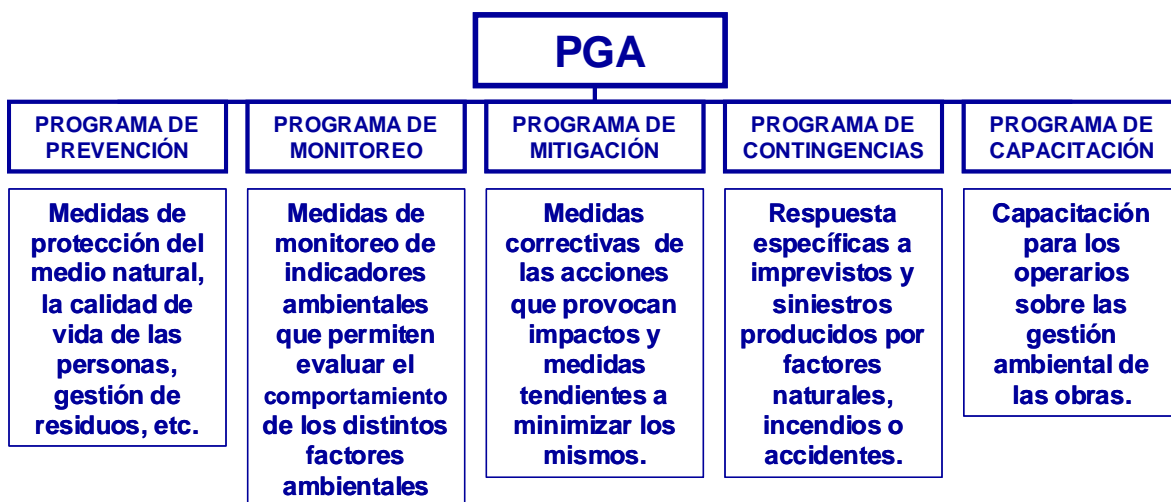 PGA
PROGRAMA DE
PREVENCIÓN
PROGRAMA DE
MONITOREO
PROGRAMA DE
MITIGACIÓN
PROGRAMA DE
CONTINGENCIAS
PROGRAMA DE
CAPACITACIÓN
Medidas de
protección del
medio natural,
la calidad de
vida de las
personas,
gestión de
residuos, etc.
Medidas de
monitoreo de
indicadores
ambientales
que permiten
evaluar el
comportamiento
de los distintos
factores
ambientales
Medidas
correctivas de
las acciones
que provocan
impactos y
medidas
tendientes a
minimizar los
mismos.
Respuesta
específicas a
imprevistos y
siniestros
producidos por
factores
naturales,
incendios o
accidentes.
Capacitación
para los
operarios
sobre las
gestión
ambiental de
las obras.